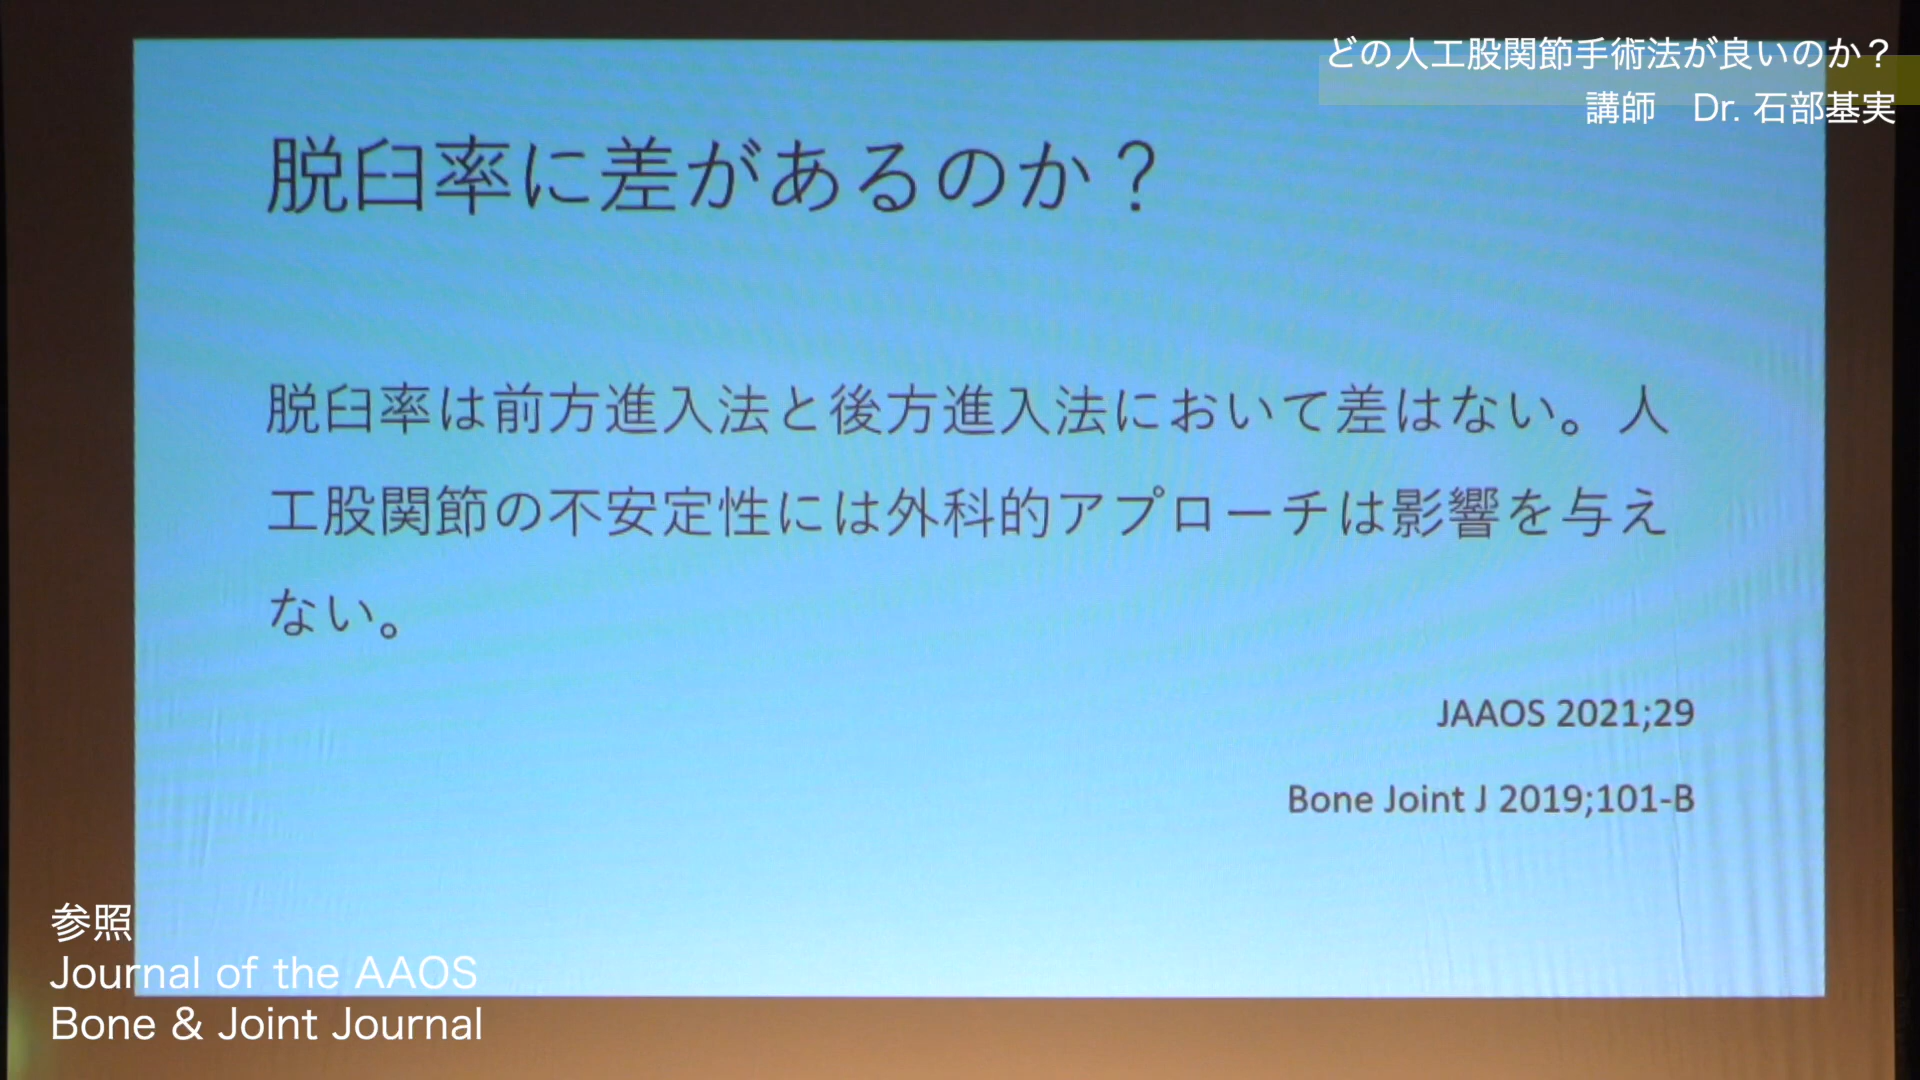 どの人工股関節手術法が良いのか？
講師　Dr. 石部基実
脱臼率に差があるのか？
脱臼率は前方進入法と後方進入法において差はない。人
工股関節の不安定性には外科的アプローチは影響を与え
ない。
JAAOS 2021;29
Bone Joint J 2019;101-B
参照
Journal of the AAOS
Bone & Joint Journal